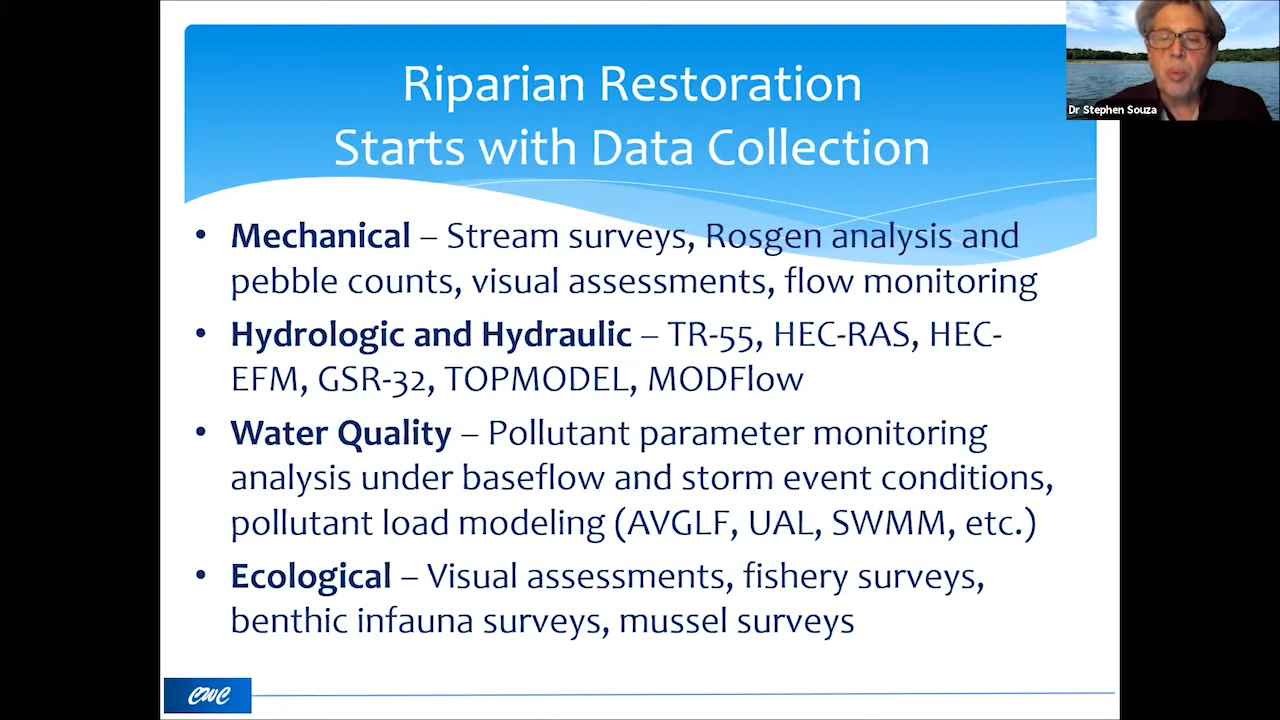 Riparian Restoration
Starts with Data Collection
Dr Stephen Souza
• Mechanical – Stream surveys, Rosgen analysis and
pebble counts, visual assessments, flow monitoring
• Hydrologic and Hydraulic – TR-55, HEC-RAS, HEC-
EFM, GSR-32, TOPMODEL, MODFlow
• Water Quality – Pollutant parameter monitoring
analysis under baseflow and storm event conditions,
pollutant load modeling (AVGLF, UAL, SWMM, etc.)
• Ecological – Visual assessments, fishery surveys,
benthic infauna surveys, mussel surveys
CWC